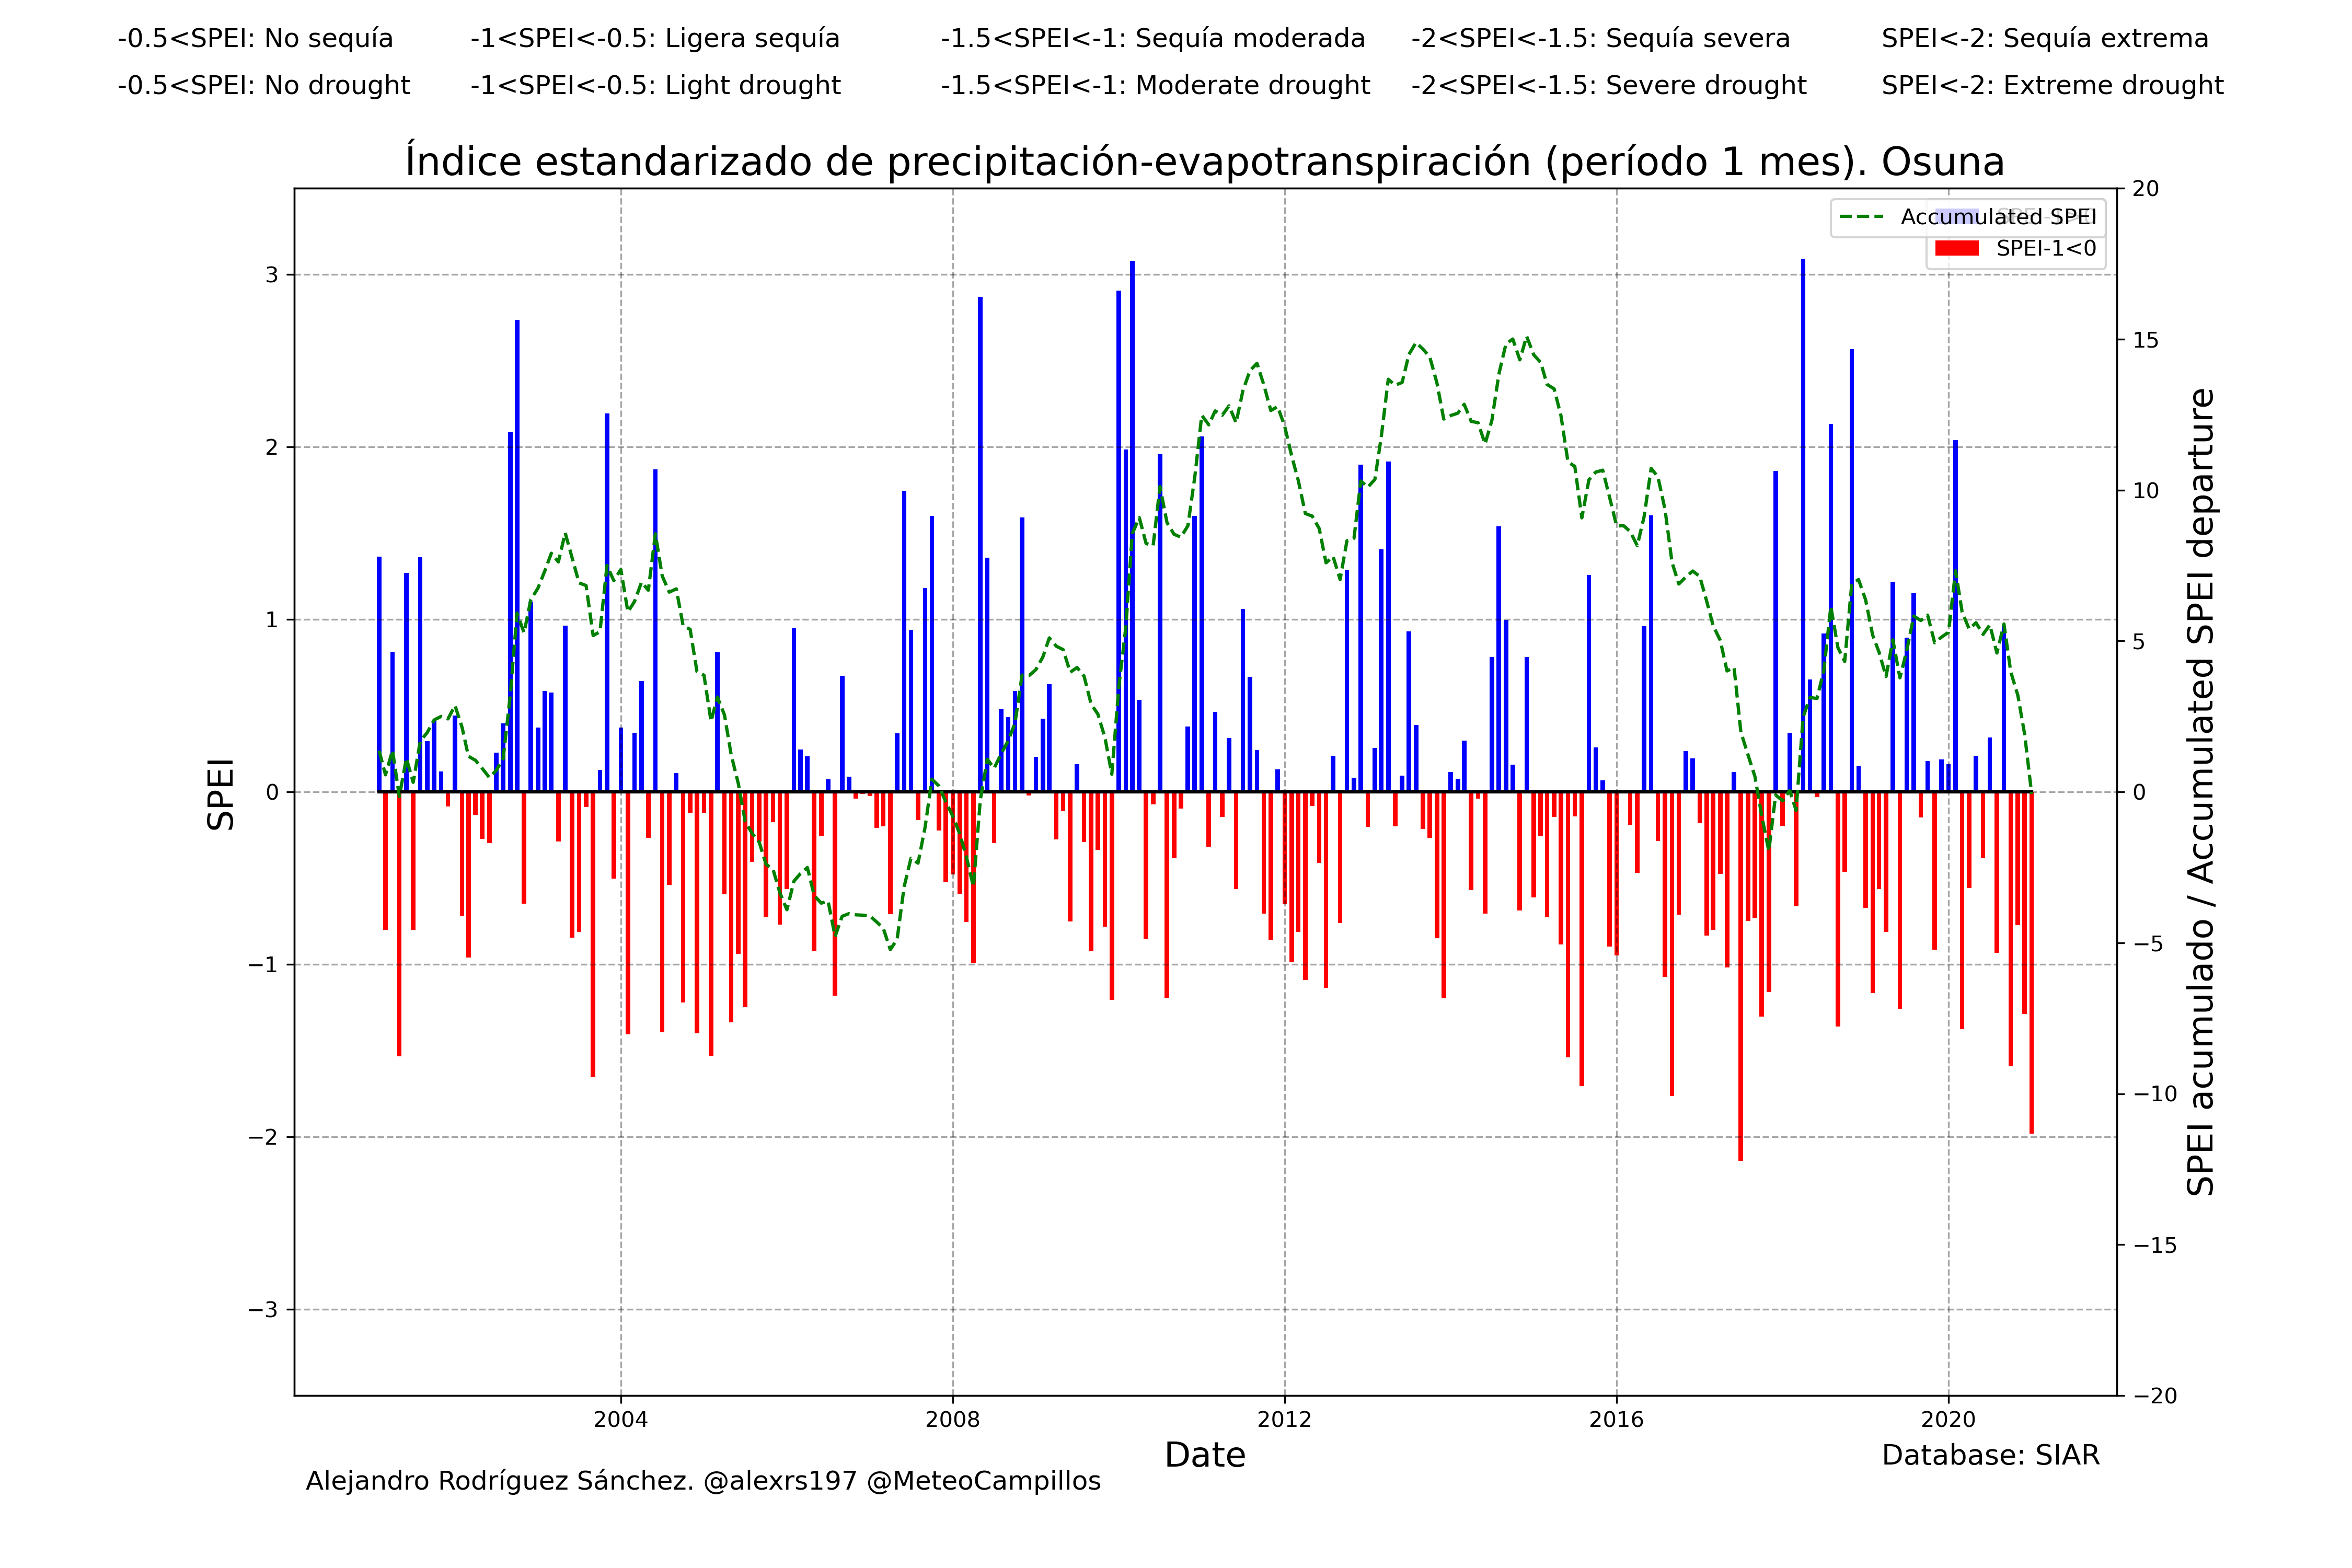 -0.5<SPEI: No sequía -1<SPEI<-0.5: Ligera sequía -1.5<SPEI<-1: Sequía moderada -2<SPEI<-1.5: Sequía severa SPEI<-2: Sequía extrema
-0.5<SPEI: No drought -1<SPEI<-0.5: Light drought -1.5<SPEI<-1: Moderate drought -2<SPEI<-1.5: Severe drought SPEI<-2: Extreme drought
Índice estandarizado de precipitación-evapotranspiración (período 1 mes). Osuna
Accumulated SPEI
SPEI-1<0
SPEI
3
2
1
0
−1
−2
−3
20
15
10
5
0
−5
−10
−15
−20
SPEI acumulado / Accumulated SPEI departure
2004 2008 2012 2016 2020
Date
Database: SIAR
Alejandro Rodríguez Sánchez. @alexrs197 @MeteoCampillos